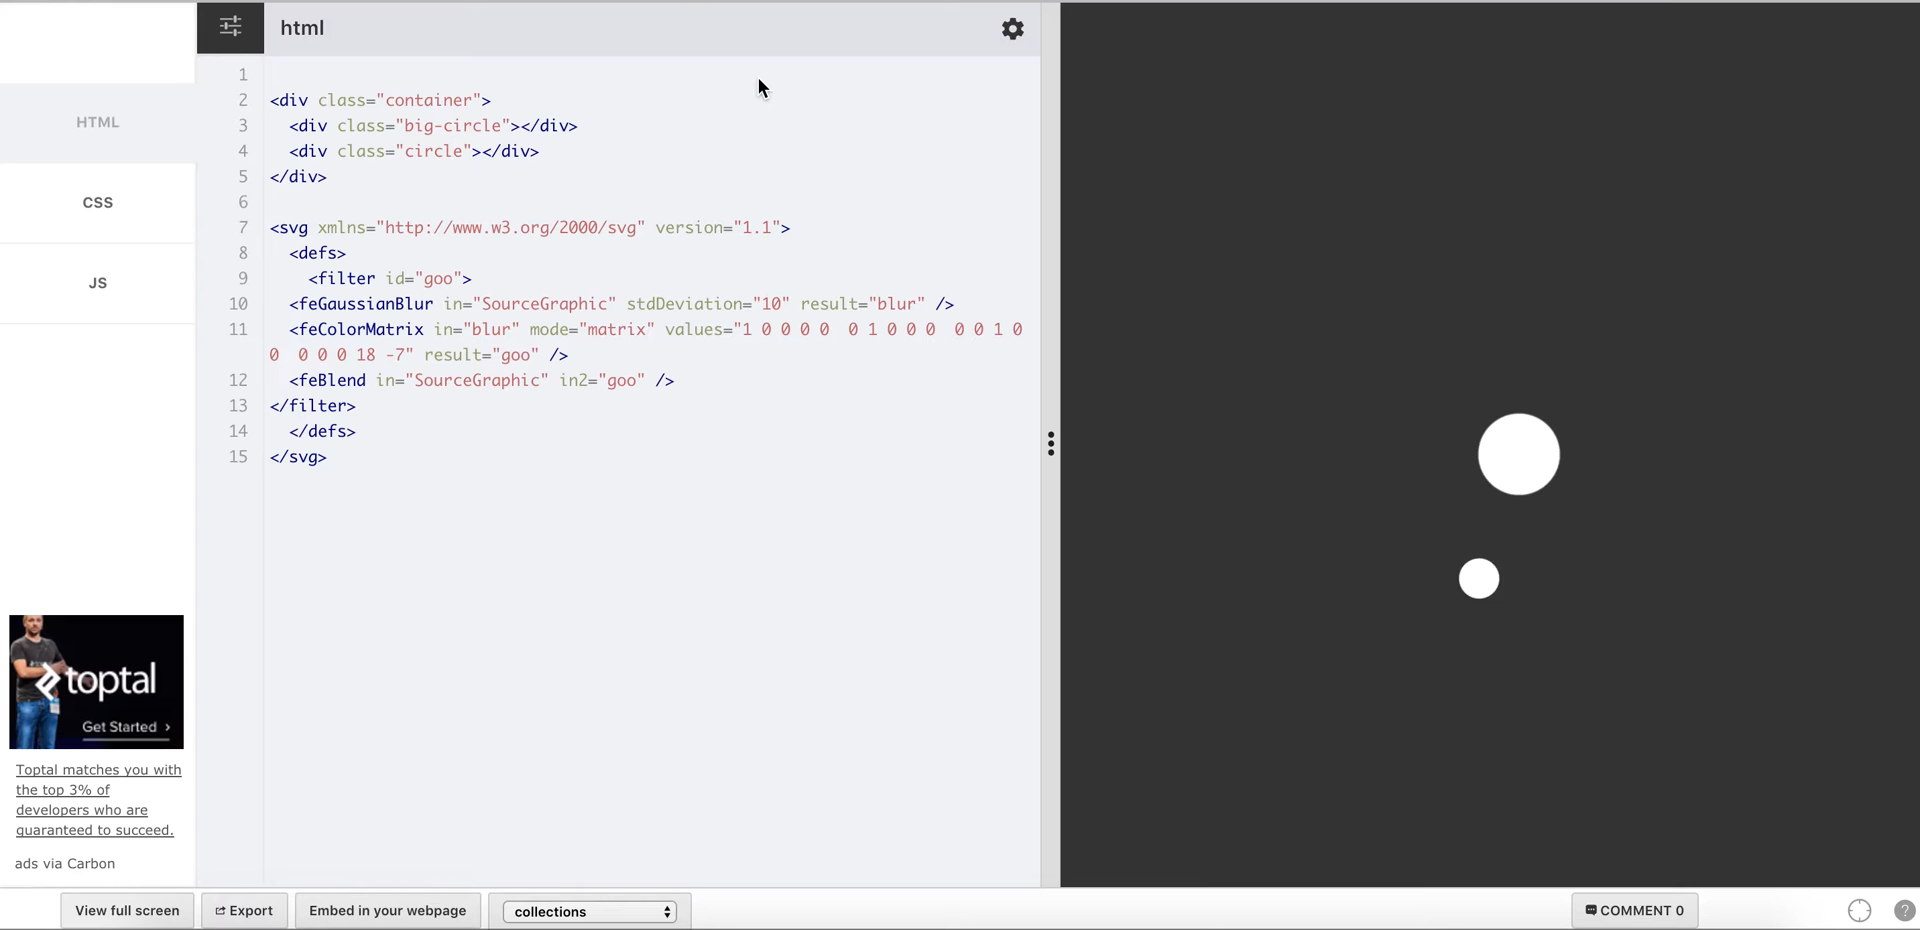 html
HTML
CSS
JS
1
2 <div class="container">
3 <div class="big-circle"></div>
4 <div class="circle"></div>
5 </div>
6
7 <svg xmlns="http://www.w3.org/2000/svg" version="1.1">
8 <defs>
9 <filter id="goo">
10 <feGaussianBlur in="SourceGraphic" stdDeviation="10" result="blur" />
11 <feColorMatrix in="blur" mode="matrix" values="1 0 0 0 0  0 1 0 0 0  0 0 1 0
0  0 0 0 18 -7" result="goo" />
12 <feBlend in="SourceGraphic" in2="goo" />
13 </filter>
14 </defs>
15 </svg>
toptal
Get Started ›
Toptal matches you with
the top 3% of
developers who are
guaranteed to succeed.
ads via Carbon
View full screen
Export
Embed in your webpage
collections
COMMENT 0
?